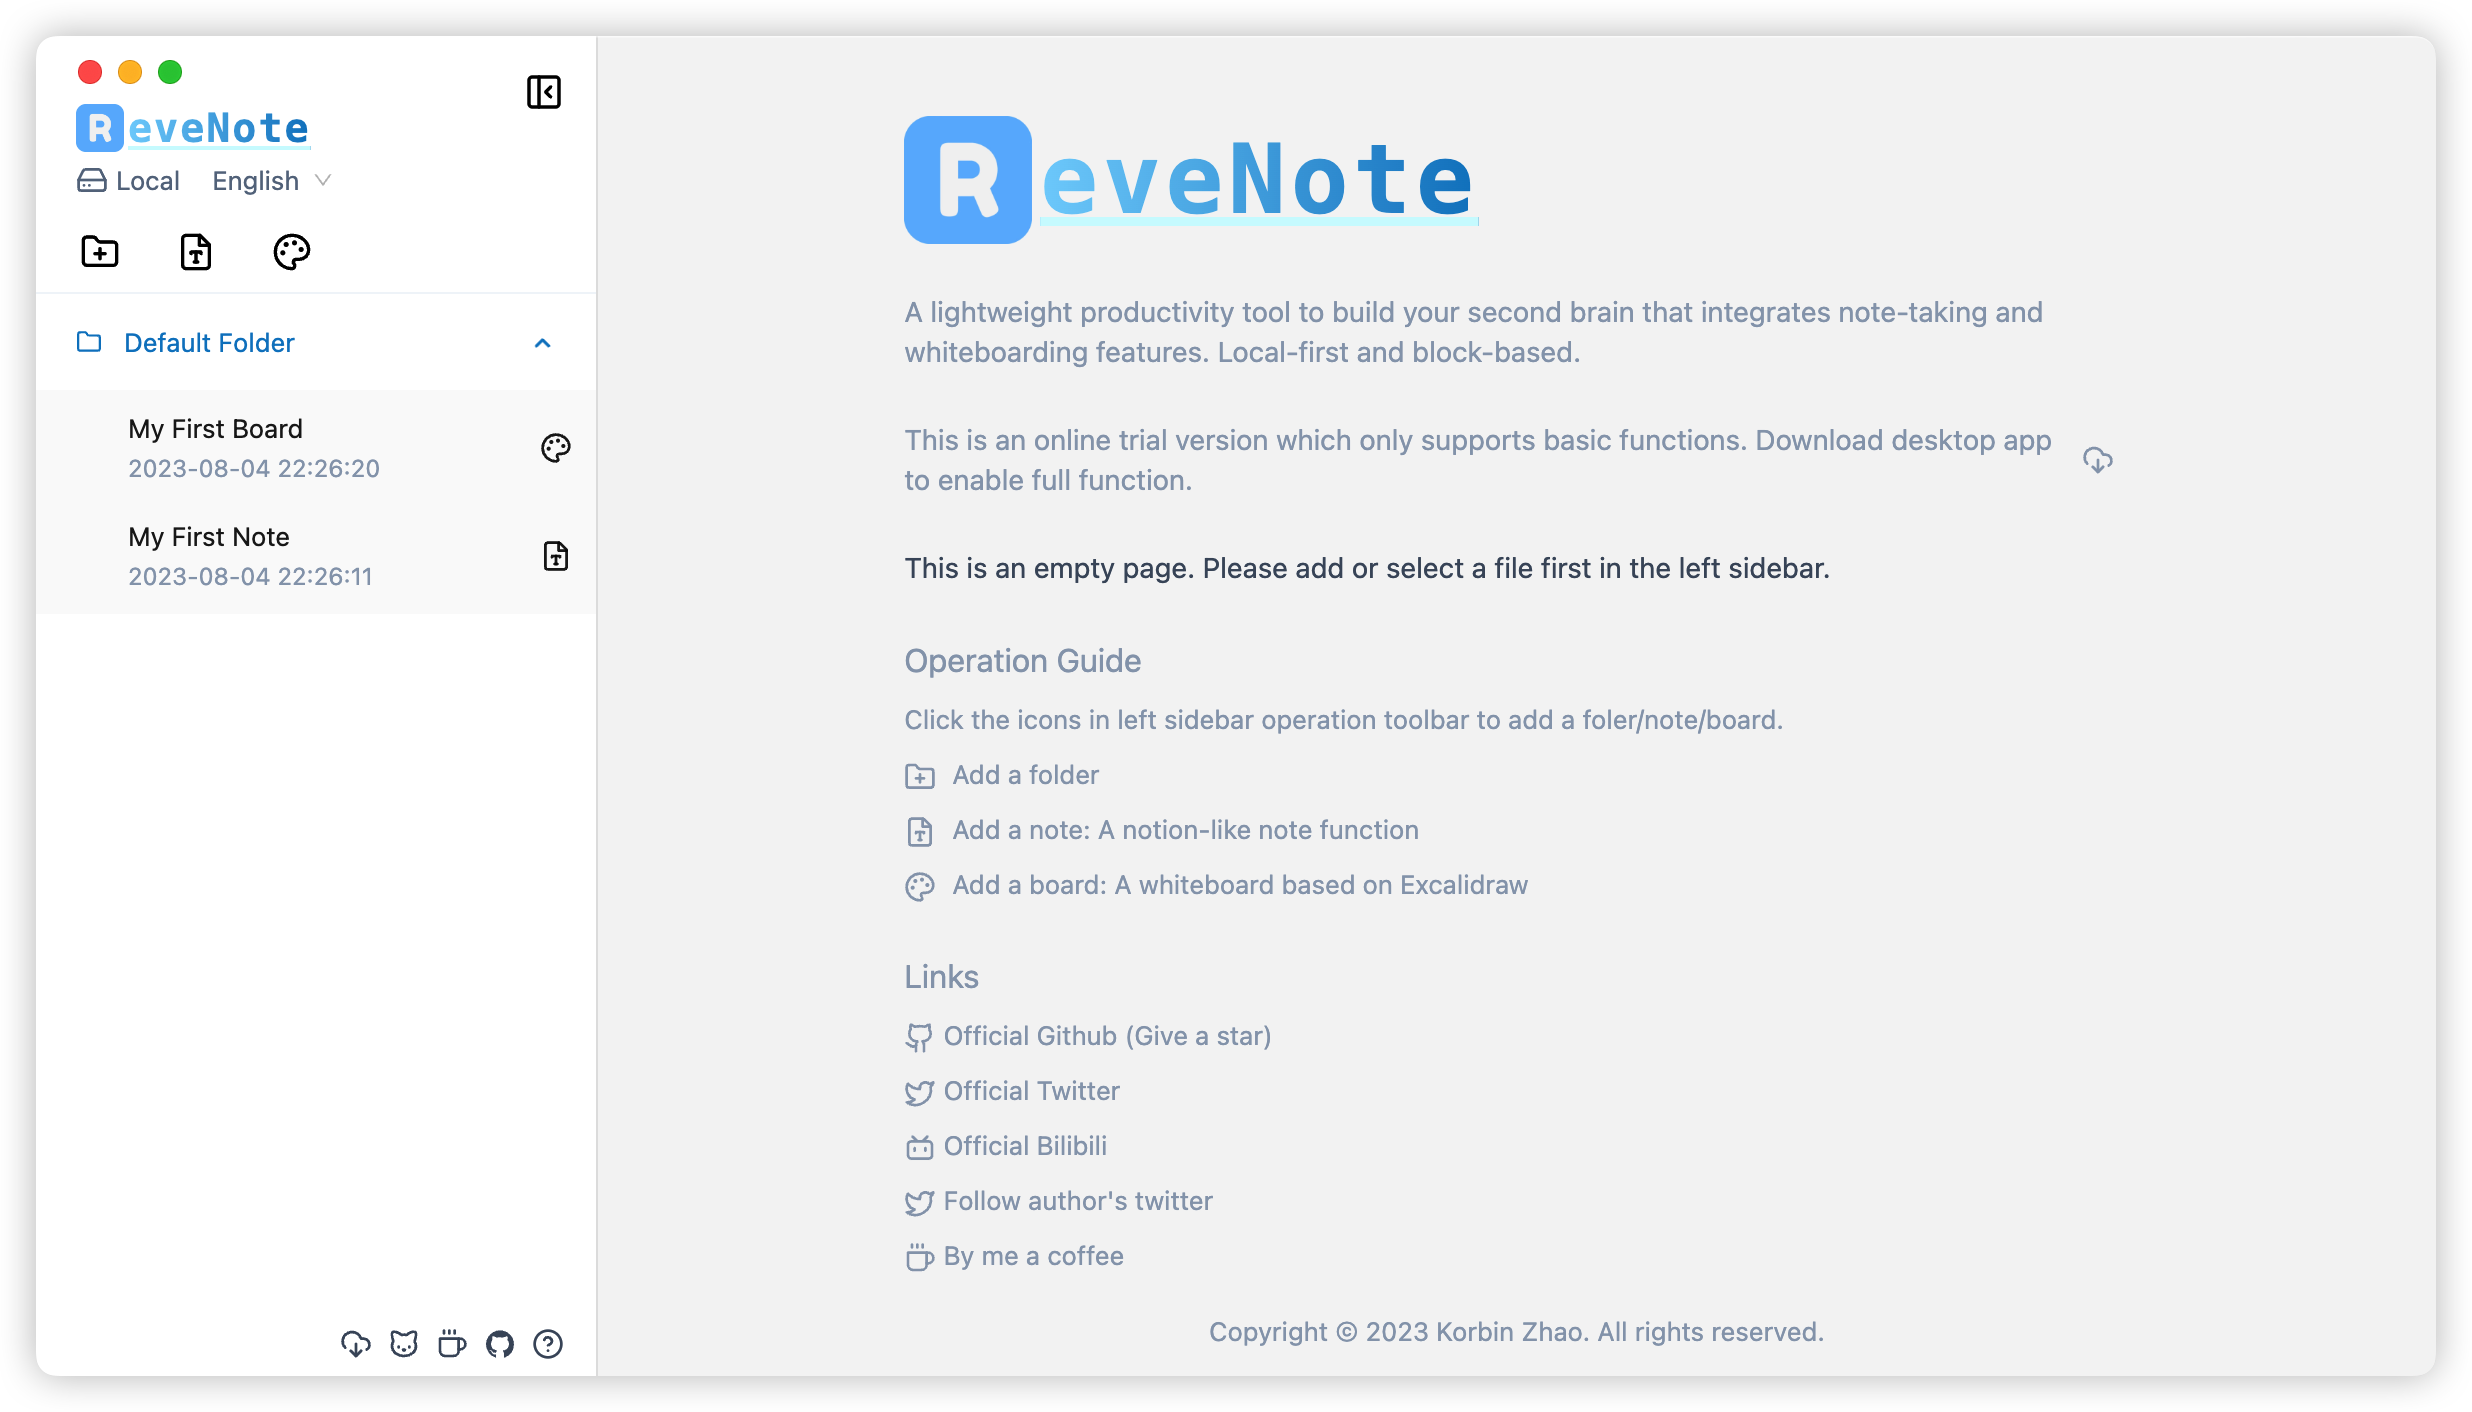 ReveNote
Local English
Default Folder
My First Board
2023-08-04 22:26:20
My First Note
2023-08-04 22:26:11
ReveNote
A lightweight productivity tool to build your second brain that integrates note-taking and
whiteboarding features. Local-first and block-based.
This is an online trial version which only supports basic functions. Download desktop app
to enable full function.
This is an empty page. Please add or select a file first in the left sidebar.
Operation Guide
Click the icons in left sidebar operation toolbar to add a foler/note/board.
Add a folder
Add a note: A notion-like note function
Add a board: A whiteboard based on Excalidraw
Links
Official Github (Give a star)
Official Twitter
Official Bilibili
Follow author's twitter
By me a coffee
Copyright © 2023 Korbin Zhao. All rights reserved.